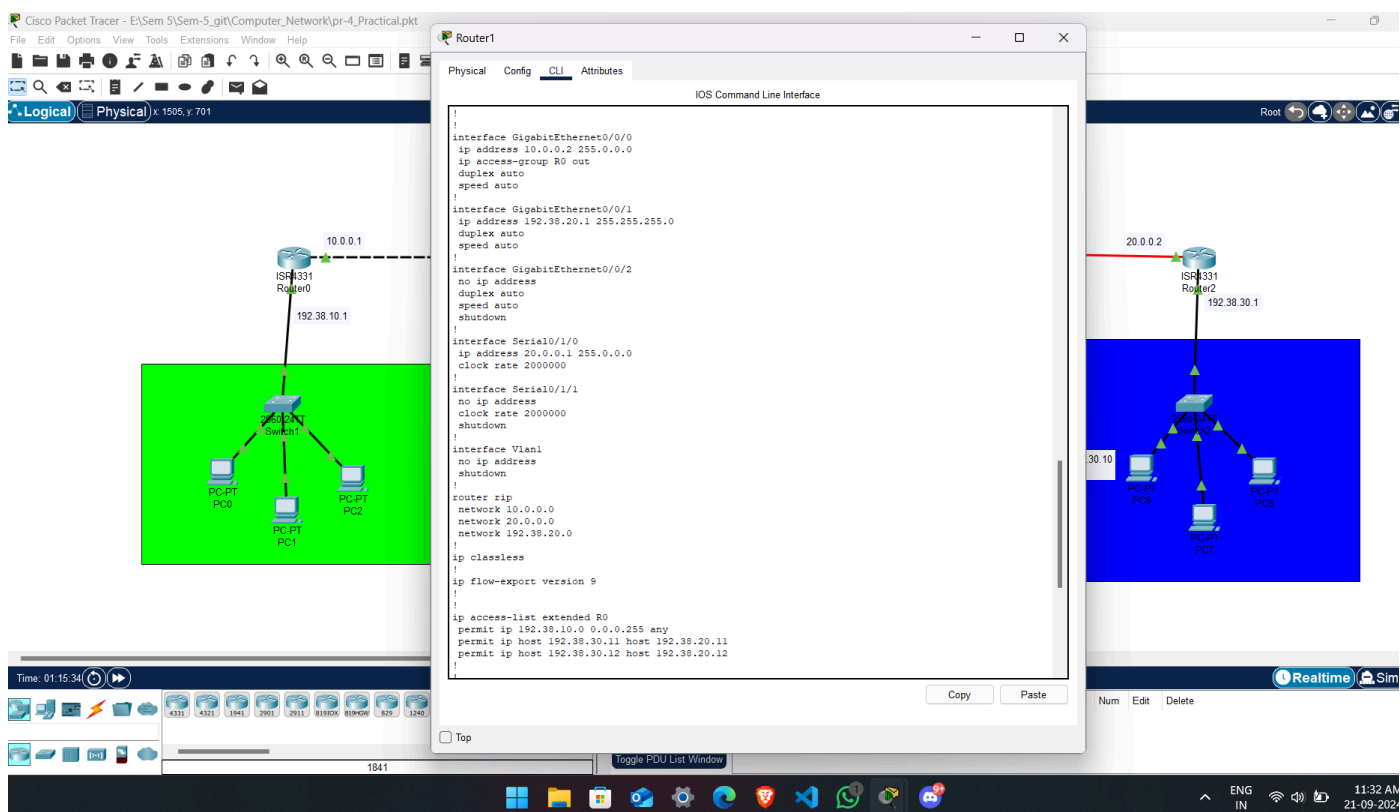 Cisco Packet Tracer - E:\Sem 5\Sem-5_git\Computer_Network\pr-4_Practical.pkt
File Edit Options View Tools Extensions Window Help
Logical Physical x: 1505, y: 701
Root
10.0.0.1
ISR4331
Router0
192.38.10.1
2960-24TT
Switch1
PC-PT
PC0
PC-PT
PC1
PC-PT
PC2
Router1
Physical Config CLI Attributes
IOS Command Line Interface
!
!
interface GigabitEthernet0/0/0
ip address 10.0.0.2 255.0.0.0
ip access-group R0 out
duplex auto
speed auto
!
interface GigabitEthernet0/0/1
ip address 192.38.20.1 255.255.255.0
duplex auto
speed auto
!
interface GigabitEthernet0/0/2
no ip address
duplex auto
speed auto
shutdown
!
interface Serial0/1/0
ip address 20.0.0.1 255.0.0.0
clock rate 2000000
!
interface Serial0/1/1
no ip address
clock rate 2000000
shutdown
!
interface Vlan1
no ip address
shutdown
!
router rip
network 10.0.0.0
network 20.0.0.0
network 192.38.20.0
!
ip classless
!
ip flow-export version 9
!
!
ip access-list extended R0
permit ip 192.38.10.0 0.0.0.255 any
permit ip host 192.38.30.11 host 192.38.20.11
permit ip host 192.38.30.12 host 192.38.20.12
!
!
Copy Paste
Top
20.0.0.2
ISR4331
Router2
192.38.30.1
30.10
PC-PT
PC-PT
PC7
PC-PT
Time: 01:15:34
Realtime Sim
4331 4321 1941 2901 2911 819IOX 819HGW 829 1240
1841
Num Edit Delete
Toggle PDU List Window
ENG
IN
11:32 AM
21-09-202